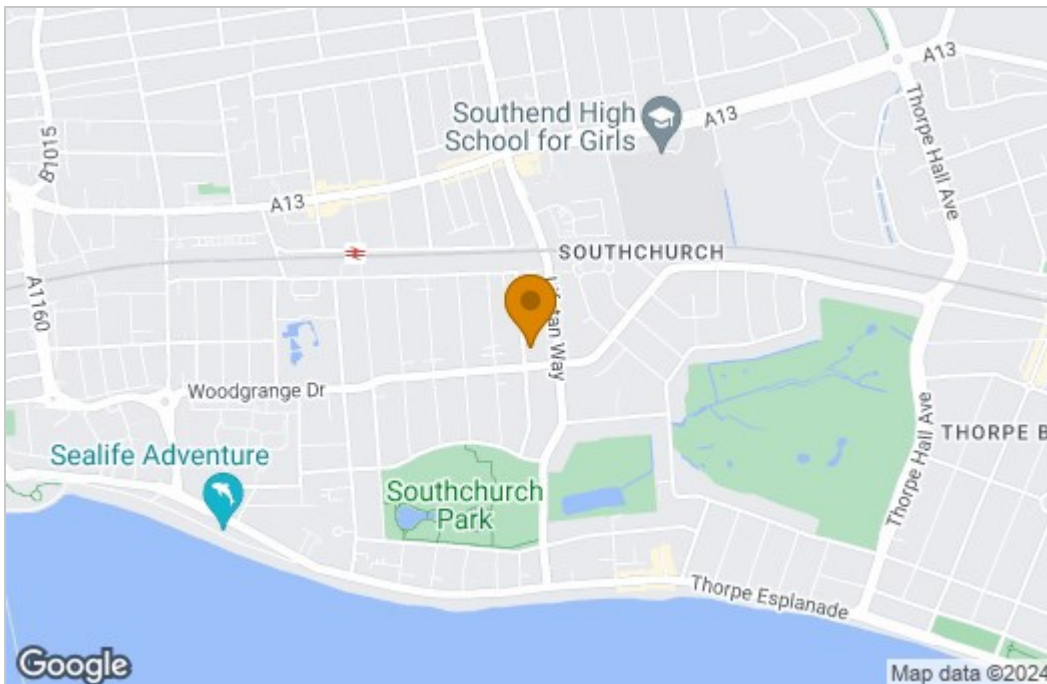 A13
Southend High
School for Girls
A13
Thorpe Hall Ave
B1015
A13
SOUTHCHURCH
A1160
Way
Woodgrange Dr
THORPE B
Sealife Adventure
Southchurch
Park
Thorpe Hall Ave
Thorpe Esplanade
Google
Map data ©2024